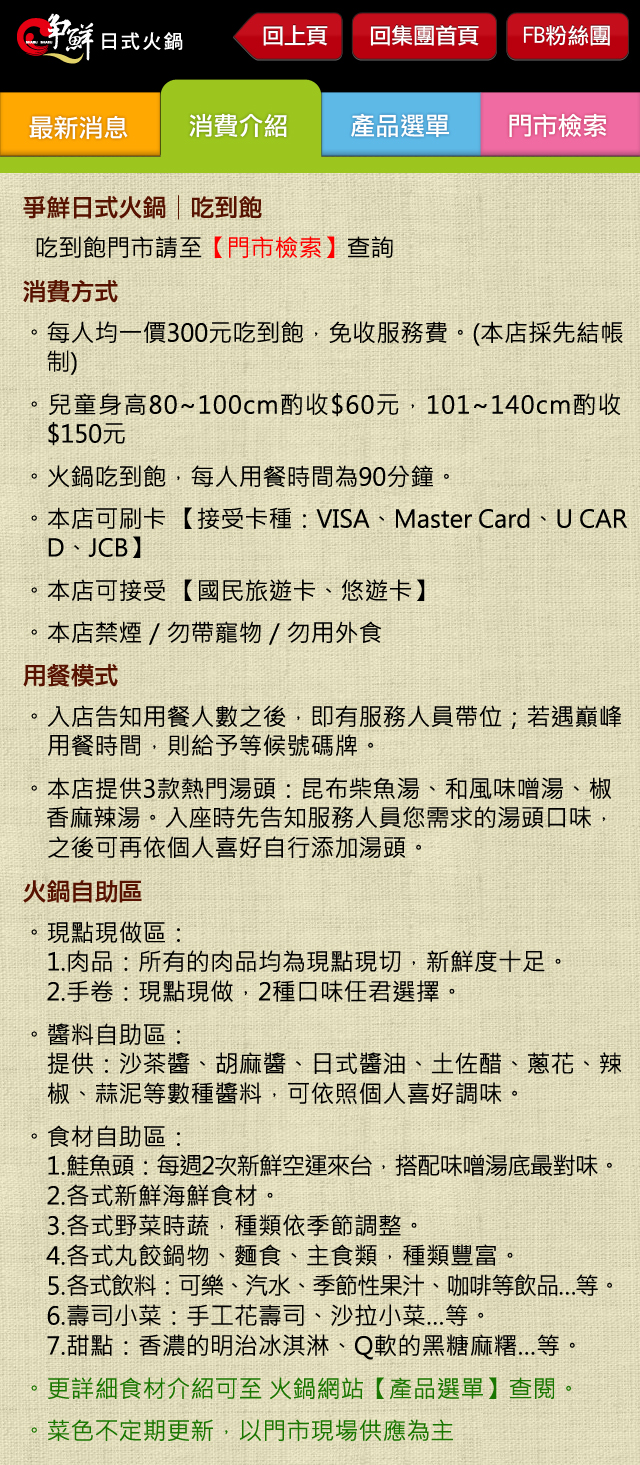 爭鮮日式火鍋
SHABU SHABU
回上頁
回集團首頁
FB粉絲團
最新消息
消費介紹
產品選單
門市檢索
爭鮮日式火鍋｜吃到飽
吃到飽門市請至【門市檢索】查詢
消費方式
。每人均一價300元吃到飽，免收服務費。(本店採先結帳
制)
。兒童身高80~100cm酌收$60元，101~140cm酌收
$150元
。火鍋吃到飽，每人用餐時間為90分鐘。
。本店可刷卡 【接受卡種：VISA、Master Card、U CAR
D、JCB】
。本店可接受 【國民旅遊卡、悠遊卡】
。本店禁煙 / 勿帶寵物 / 勿用外食
用餐模式
。入店告知用餐人數之後，即有服務人員帶位；若遇巔峰
用餐時間，則給予等候號碼牌。
。本店提供3款熱門湯頭：昆布柴魚湯、和風味噌湯、椒
香麻辣湯。入座時先告知服務人員您需求的湯頭口味，
之後可再依個人喜好自行添加湯頭。
火鍋自助區
。現點現做區：
1.肉品：所有的肉品均為現點現切，新鮮度十足。
2.手卷：現點現做，2種口味任君選擇。
。醬料自助區：
提供：沙茶醬、胡麻醬、日式醬油、土佐醋、蔥花、辣
椒、蒜泥等數種醬料，可依照個人喜好調味。
。食材自助區：
1.鮭魚頭：每週2次新鮮空運來台，搭配味噌湯底最對味。
2.各式新鮮海鮮食材。
3.各式野菜時蔬，種類依季節調整。
4.各式丸餃鍋物、麵食、主食類，種類豐富。
5.各式飲料：可樂、汽水、季節性果汁、咖啡等飲品...等。
6.壽司小菜：手工花壽司、沙拉小菜...等。
7.甜點：香濃的明治冰淇淋、Q軟的黑糖麻糬...等。
。更詳細食材介紹可至 火鍋網站【產品選單】查閱。
。菜色不定期更新，以門市現場供應為主